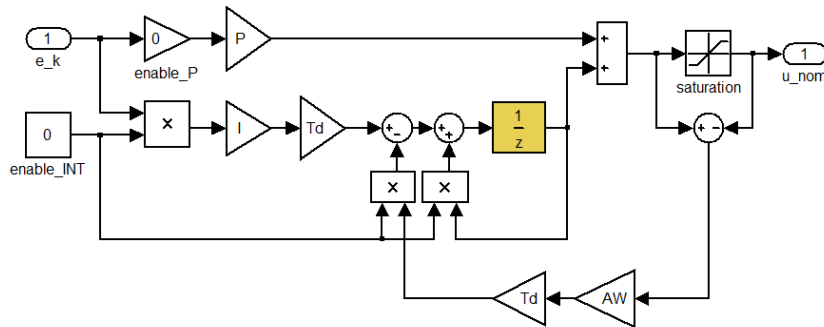 1
e_k
0
enable_P
P
+
+
saturation
1
u_nom
0
enable_INT
×
I
Td
+ -
+ +
1
z
+ -
×
×
Td
AW